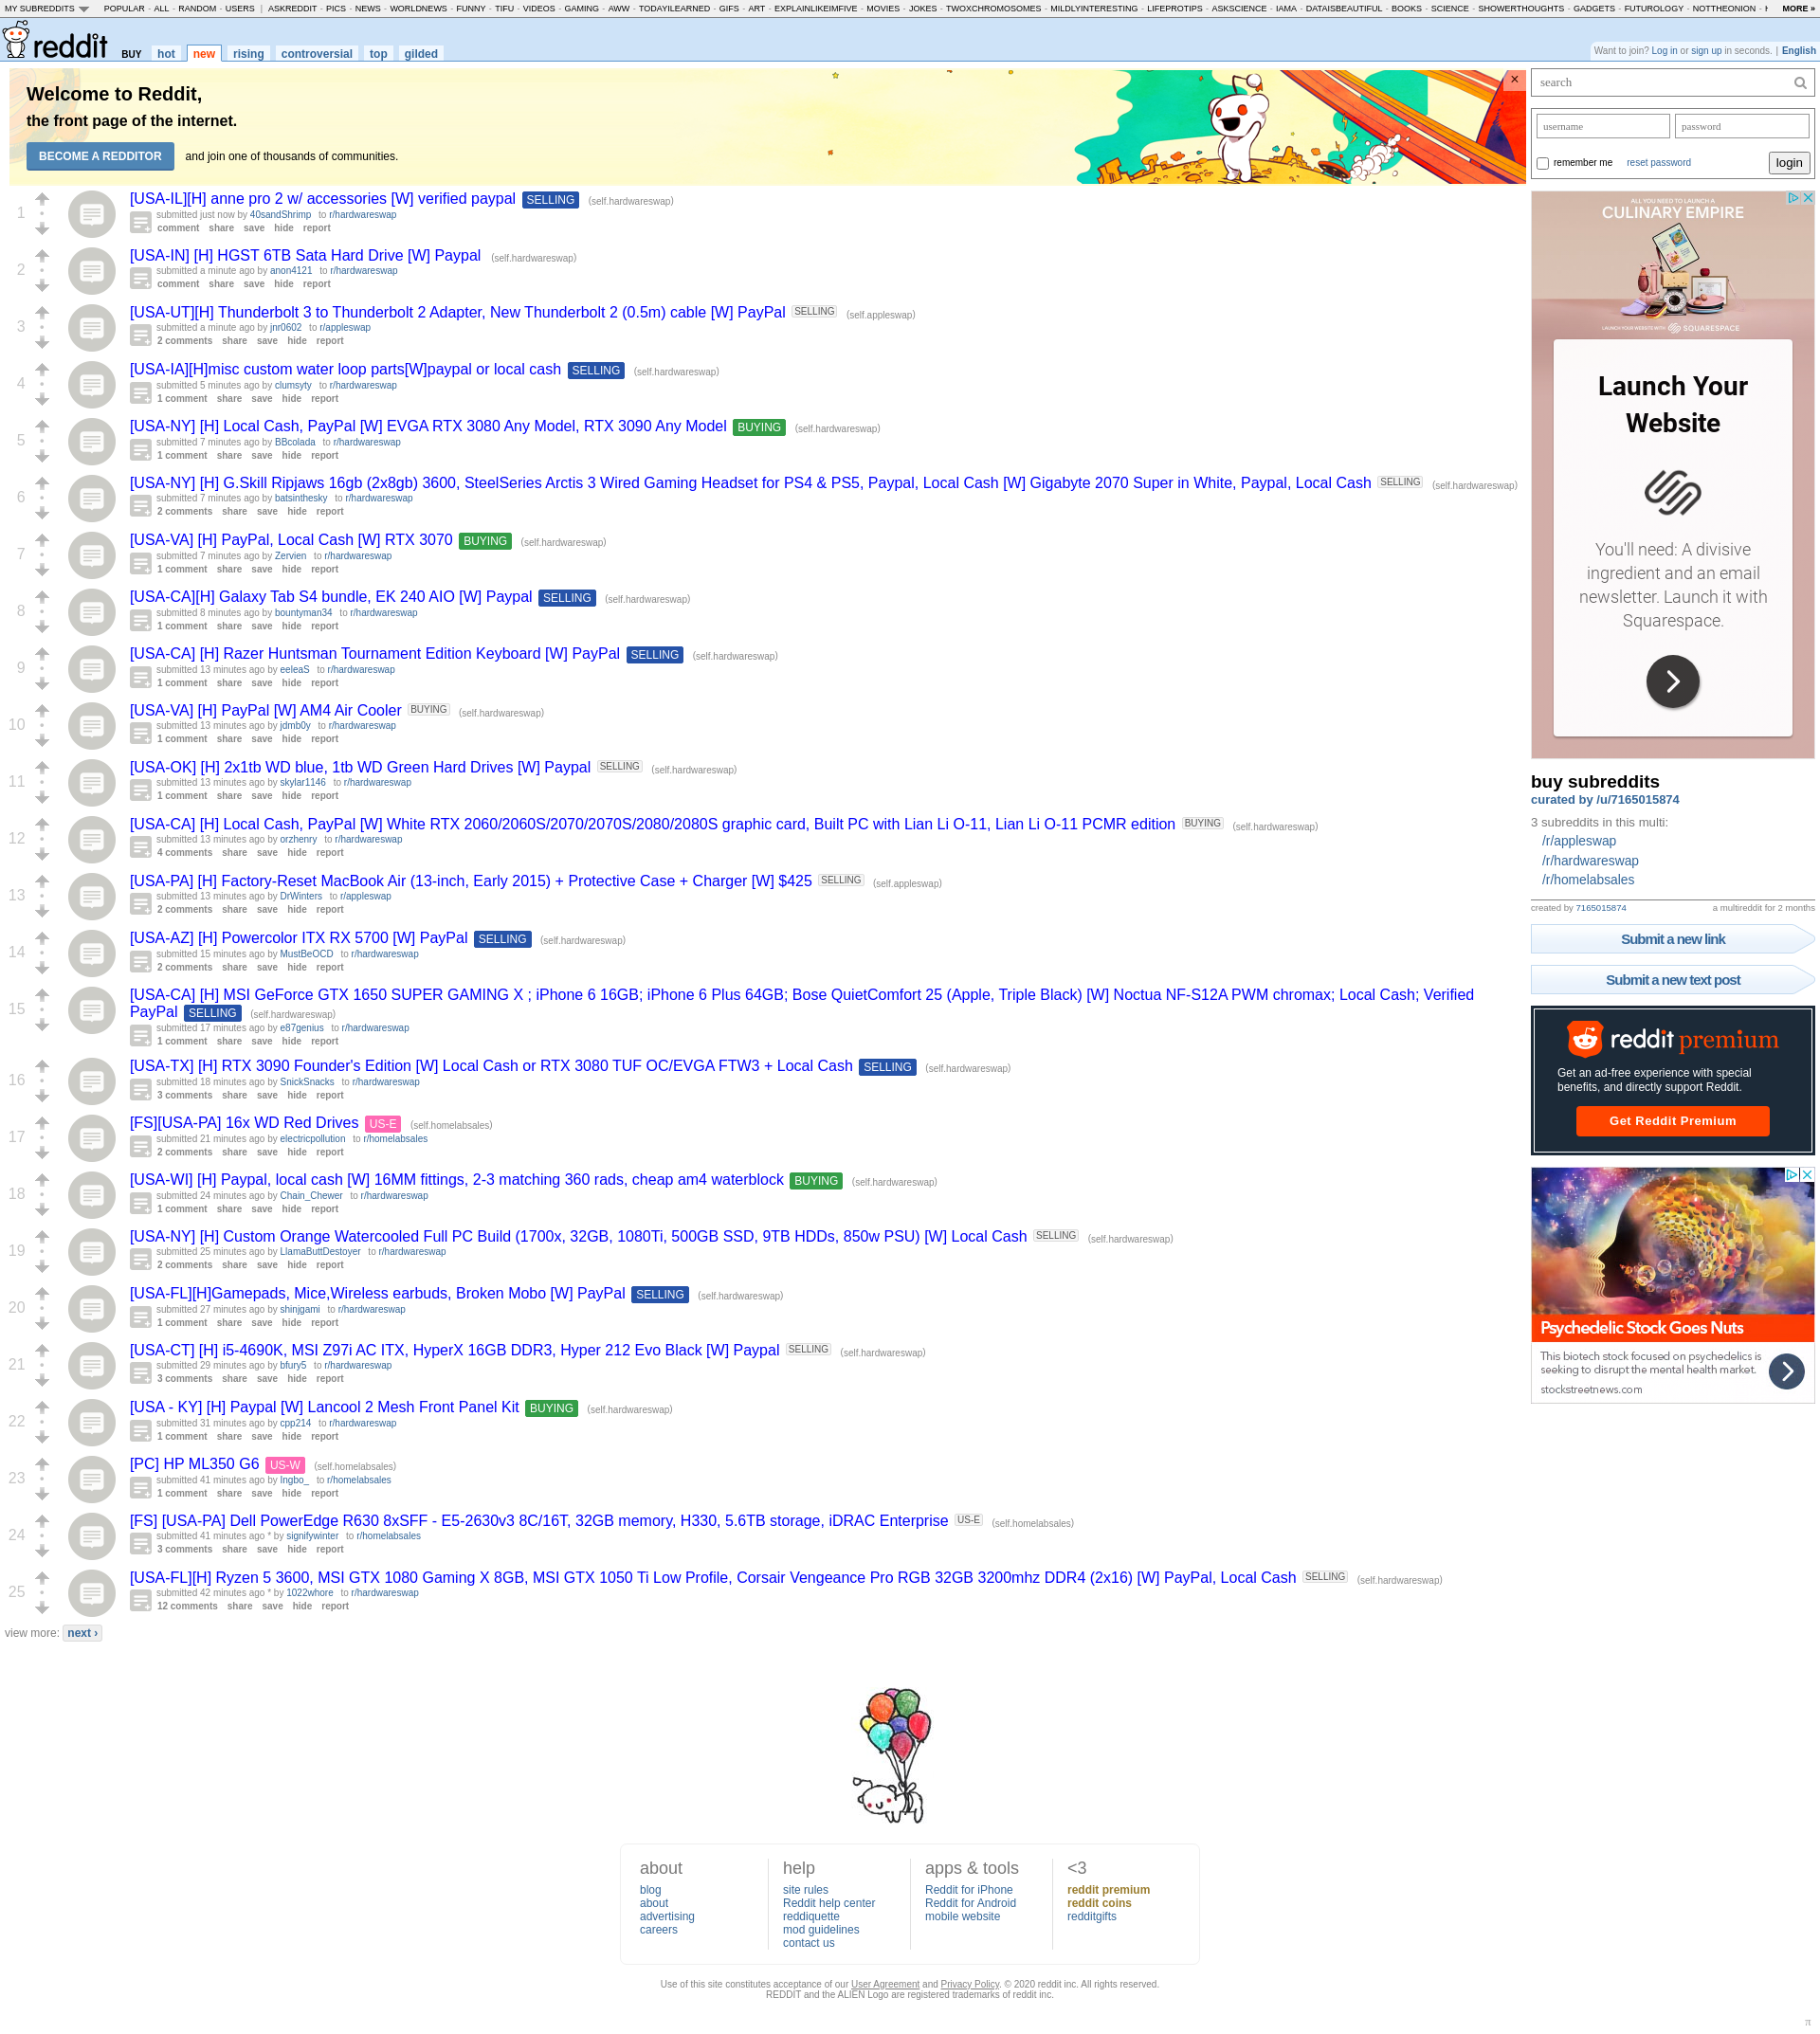 MY SUBREDDITS POPULAR - ALL - RANDOM - USERS | ASKREDDIT - PICS - NEWS - WORLDNEWS - FUNNY - TIFU - VIDEOS - GAMING - AWW - TODAYILEARNED - GIFS - ART - EXPLAINLIKEIMFIVE - MOVIES - JOKES - TWOXCHROMOSOMES - MILDLYINTERESTING - LIFEPROTIPS - ASKSCIENCE - IAMA - DATAISBEAUTIFUL - BOOKS - SCIENCE - SHOWERTHOUGHTS - GADGETS - FUTUROLOGY - NOTTHEONION - MORE »
reddit BUY hot new rising controversial top gilded
Want to join? Log in or sign up in seconds. | English
Welcome to Reddit,
the front page of the internet.
BECOME A REDDITOR and join one of thousands of communities.
×
1
[USA-IL][H] anne pro 2 w/ accessories [W] verified paypal SELLING (self.hardwareswap)
submitted just now by 40sandShrimp to r/hardwareswap
comment share save hide report
2
[USA-IN] [H] HGST 6TB Sata Hard Drive [W] Paypal (self.hardwareswap)
submitted a minute ago by anon4121 to r/hardwareswap
comment share save hide report
3
[USA-UT][H] Thunderbolt 3 to Thunderbolt 2 Adapter, New Thunderbolt 2 (0.5m) cable [W] PayPal SELLING (self.appleswap)
submitted a minute ago by jnr0602 to r/appleswap
2 comments share save hide report
4
[USA-IA][H]misc custom water loop parts[W]paypal or local cash SELLING (self.hardwareswap)
submitted 5 minutes ago by clumsyty to r/hardwareswap
1 comment share save hide report
5
[USA-NY] [H] Local Cash, PayPal [W] EVGA RTX 3080 Any Model, RTX 3090 Any Model BUYING (self.hardwareswap)
submitted 7 minutes ago by BBcolada to r/hardwareswap
1 comment share save hide report
6
[USA-NY] [H] G.Skill Ripjaws 16gb (2x8gb) 3600, SteelSeries Arctis 3 Wired Gaming Headset for PS4 & PS5, Paypal, Local Cash [W] Gigabyte 2070 Super in White, Paypal, Local Cash SELLING (self.hardwareswap)
submitted 7 minutes ago by batsinthesky to r/hardwareswap
2 comments share save hide report
7
[USA-VA] [H] PayPal, Local Cash [W] RTX 3070 BUYING (self.hardwareswap)
submitted 7 minutes ago by Zervien to r/hardwareswap
1 comment share save hide report
8
[USA-CA][H] Galaxy Tab S4 bundle, EK 240 AIO [W] Paypal SELLING (self.hardwareswap)
submitted 8 minutes ago by bountyman34 to r/hardwareswap
1 comment share save hide report
9
[USA-CA] [H] Razer Huntsman Tournament Edition Keyboard [W] PayPal SELLING (self.hardwareswap)
submitted 13 minutes ago by eeleaS to r/hardwareswap
1 comment share save hide report
10
[USA-VA] [H] PayPal [W] AM4 Air Cooler BUYING (self.hardwareswap)
submitted 13 minutes ago by jdmb0y to r/hardwareswap
1 comment share save hide report
11
[USA-OK] [H] 2x1tb WD blue, 1tb WD Green Hard Drives [W] Paypal SELLING (self.hardwareswap)
submitted 13 minutes ago by skylar1146 to r/hardwareswap
1 comment share save hide report
12
[USA-CA] [H] Local Cash, PayPal [W] White RTX 2060/2060S/2070/2070S/2080/2080S graphic card, Built PC with Lian Li O-11, Lian Li O-11 PCMR edition BUYING (self.hardwareswap)
submitted 13 minutes ago by orzhenry to r/hardwareswap
4 comments share save hide report
13
[USA-PA] [H] Factory-Reset MacBook Air (13-inch, Early 2015) + Protective Case + Charger [W] $425 SELLING (self.appleswap)
submitted 13 minutes ago by DrWinters to r/appleswap
2 comments share save hide report
14
[USA-AZ] [H] Powercolor ITX RX 5700 [W] PayPal SELLING (self.hardwareswap)
submitted 15 minutes ago by MustBeOCD to r/hardwareswap
2 comments share save hide report
15
[USA-CA] [H] MSI GeForce GTX 1650 SUPER GAMING X ; iPhone 6 16GB; iPhone 6 Plus 64GB; Bose QuietComfort 25 (Apple, Triple Black) [W] Noctua NF-S12A PWM chromax; Local Cash; Verified
PayPal SELLING (self.hardwareswap)
submitted 17 minutes ago by e87genius to r/hardwareswap
1 comment share save hide report
16
[USA-TX] [H] RTX 3090 Founder's Edition [W] Local Cash or RTX 3080 TUF OC/EVGA FTW3 + Local Cash SELLING (self.hardwareswap)
submitted 18 minutes ago by SnickSnacks to r/hardwareswap
3 comments share save hide report
17
[FS][USA-PA] 16x WD Red Drives US-E (self.homelabsales)
submitted 21 minutes ago by electricpollution to r/homelabsales
2 comments share save hide report
18
[USA-WI] [H] Paypal, local cash [W] 16MM fittings, 2-3 matching 360 rads, cheap am4 waterblock BUYING (self.hardwareswap)
submitted 24 minutes ago by Chain_Chewer to r/hardwareswap
1 comment share save hide report
19
[USA-NY] [H] Custom Orange Watercooled Full PC Build (1700x, 32GB, 1080Ti, 500GB SSD, 9TB HDDs, 850w PSU) [W] Local Cash SELLING (self.hardwareswap)
submitted 25 minutes ago by LlamaButtDestoyer to r/hardwareswap
2 comments share save hide report
20
[USA-FL][H]Gamepads, Mice,Wireless earbuds, Broken Mobo [W] PayPal SELLING (self.hardwareswap)
submitted 27 minutes ago by shinjgami to r/hardwareswap
1 comment share save hide report
21
[USA-CT] [H] i5-4690K, MSI Z97i AC ITX, HyperX 16GB DDR3, Hyper 212 Evo Black [W] Paypal SELLING (self.hardwareswap)
submitted 29 minutes ago by bfury5 to r/hardwareswap
3 comments share save hide report
22
[USA - KY] [H] Paypal [W] Lancool 2 Mesh Front Panel Kit BUYING (self.hardwareswap)
submitted 31 minutes ago by cpp214 to r/hardwareswap
1 comment share save hide report
23
[PC] HP ML350 G6 US-W (self.homelabsales)
submitted 41 minutes ago by Ingbo_ to r/homelabsales
1 comment share save hide report
24
[FS] [USA-PA] Dell PowerEdge R630 8xSFF - E5-2630v3 8C/16T, 32GB memory, H330, 5.6TB storage, iDRAC Enterprise US-E (self.homelabsales)
submitted 41 minutes ago * by signifywinter to r/homelabsales
3 comments share save hide report
25
[USA-FL][H] Ryzen 5 3600, MSI GTX 1080 Gaming X 8GB, MSI GTX 1050 Ti Low Profile, Corsair Vengeance Pro RGB 32GB 3200mhz DDR4 (2x16) [W] PayPal, Local Cash SELLING (self.hardwareswap)
submitted 42 minutes ago * by 1022whore to r/hardwareswap
12 comments share save hide report
view more: next ›
search
username password
remember me reset password login
ALL YOU NEED TO LAUNCH A
CULINARY EMPIRE
LAUNCH YOUR WEBSITE WITH SQUARESPACE
Launch Your
Website
You'll need: A divisive
ingredient and an email
newsletter. Launch it with
Squarespace.
buy subreddits
curated by /u/7165015874
3 subreddits in this multi:
/r/appleswap
/r/hardwareswap
/r/homelabsales
created by 7165015874 a multireddit for 2 months
Submit a new link
Submit a new text post
reddit premium
Get an ad-free experience with special
benefits, and directly support Reddit.
Get Reddit Premium
Psychedelic Stock Goes Nuts
This biotech stock focused on psychedelics is
seeking to disrupt the mental health market.
stockstreetnews.com
about
blog
about
advertising
careers
help
site rules
Reddit help center
reddiquette
mod guidelines
contact us
apps & tools
Reddit for iPhone
Reddit for Android
mobile website
<3
reddit premium
reddit coins
redditgifts
Use of this site constitutes acceptance of our User Agreement and Privacy Policy. © 2020 reddit inc. All rights reserved.
REDDIT and the ALIEN Logo are registered trademarks of reddit inc.
π